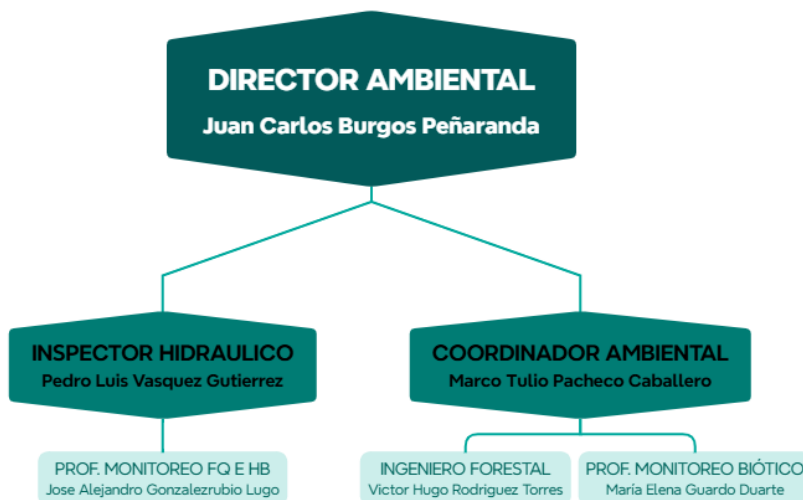 DIRECTOR AMBIENTAL
Juan Carlos Burgos Peñaranda
INSPECTOR HIDRAULICO
Pedro Luis Vasquez Gutierrez
COORDINADOR AMBIENTAL
Marco Tulio Pacheco Caballero
PROF. MONITOREO FQ E HB
Jose Alejandro Gonzalezrubio Lugo
INGENIERO FORESTAL
Victor Hugo Rodriguez Torres
PROF. MONITOREO BIÓTICO
María Elena Guardo Duarte